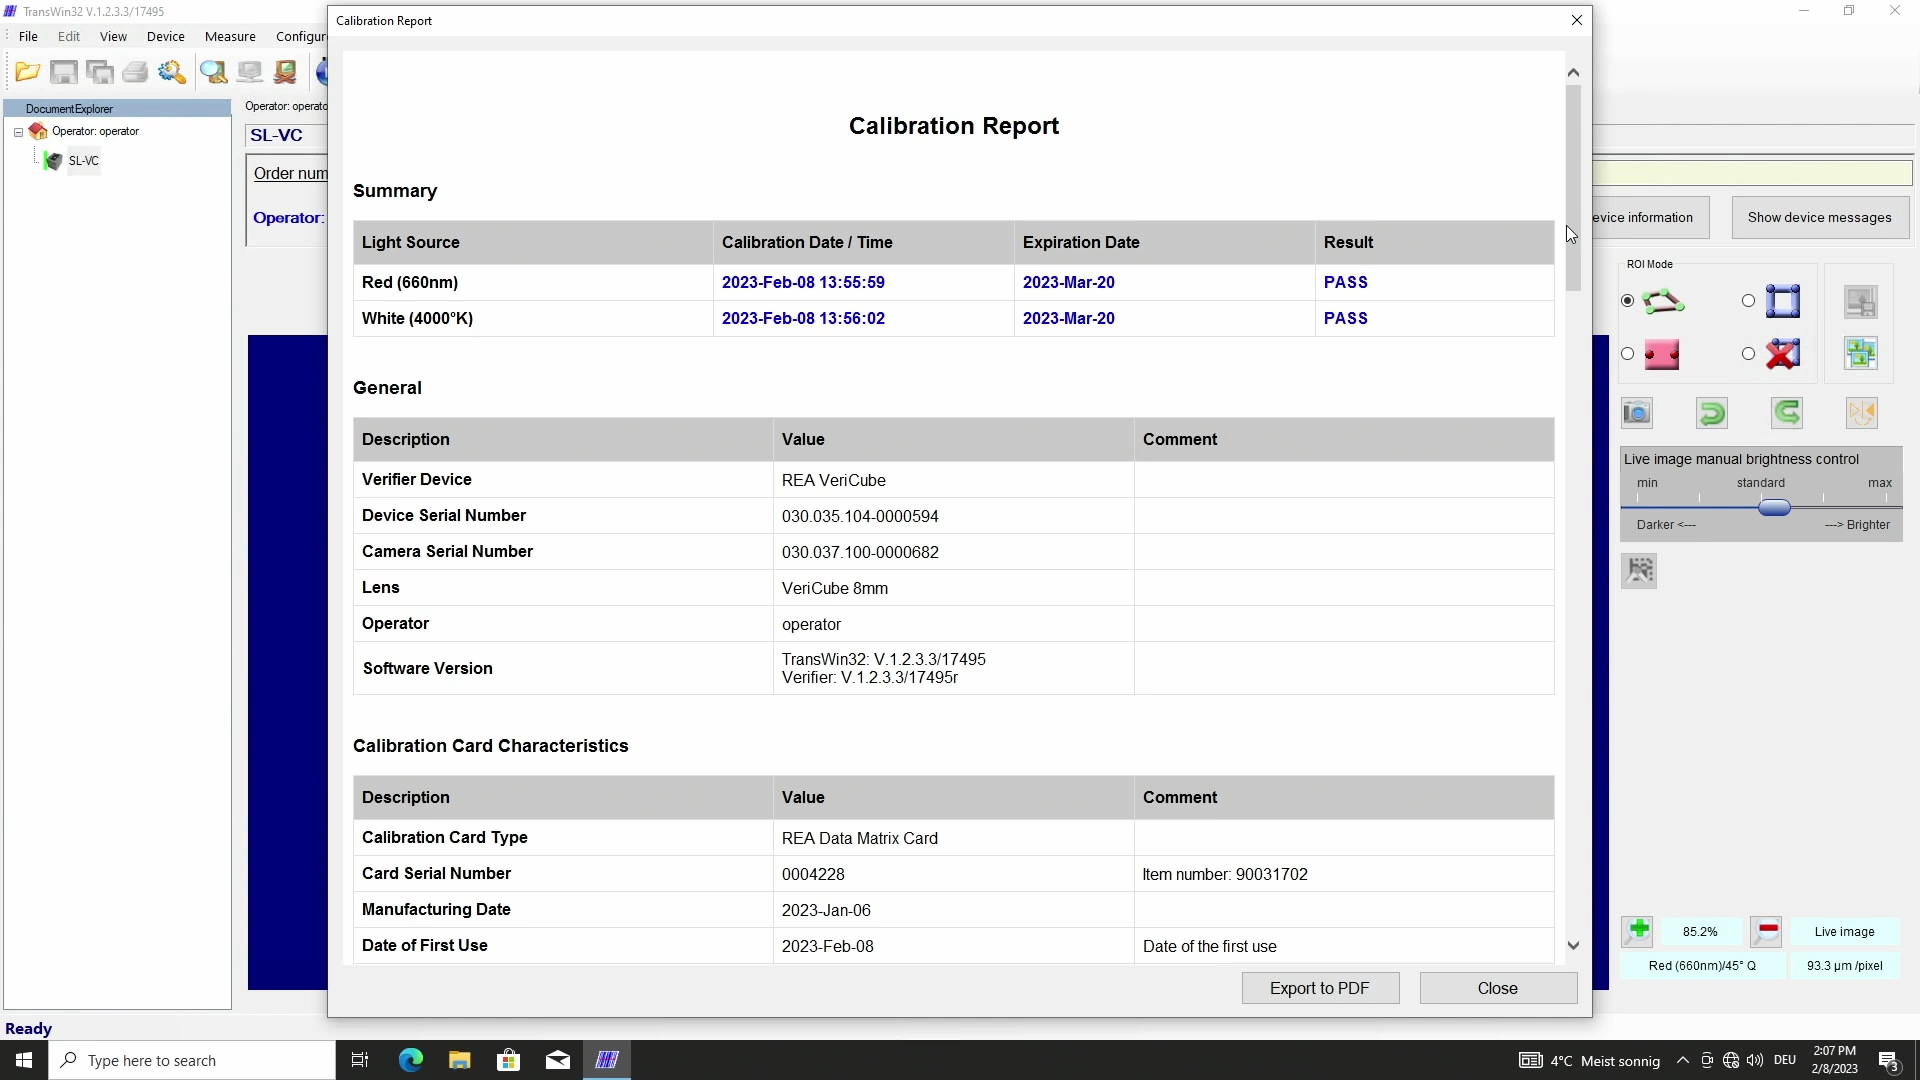 TransWin32 V.1.2.3.3/17495
File Edit View Device Measure Configur
DocumentExplorer
Operator: operator
SL-VC
Operator: operato
SL-VC
Order num
Operator:
Calibration Report
Calibration Report
Summary
Light Source Calibration Date / Time Expiration Date Result
Red (660nm) 2023-Feb-08 13:55:59 2023-Mar-20 PASS
White (4000°K) 2023-Feb-08 13:56:02 2023-Mar-20 PASS
General
Description Value Comment
Verifier Device REA VeriCube
Device Serial Number 030.035.104-0000594
Camera Serial Number 030.037.100-0000682
Lens VeriCube 8mm
Operator operator
Software Version TransWin32: V.1.2.3.3/17495
Verifier: V.1.2.3.3/17495r
Calibration Card Characteristics
Description Value Comment
Calibration Card Type REA Data Matrix Card
Card Serial Number 0004228 Item number: 90031702
Manufacturing Date 2023-Jan-06
Date of First Use 2023-Feb-08 Date of the first use
Export to PDF Close
evice information Show device messages
ROI Mode
Live image manual brightness control
min standard max
Darker <--- ---> Brighter
85.2% Live image
Red (660nm)/45° Q 93.3 µm /pixel
Ready
Type here to search
4°C Meist sonnig DEU 2:07 PM
2/8/2023
3